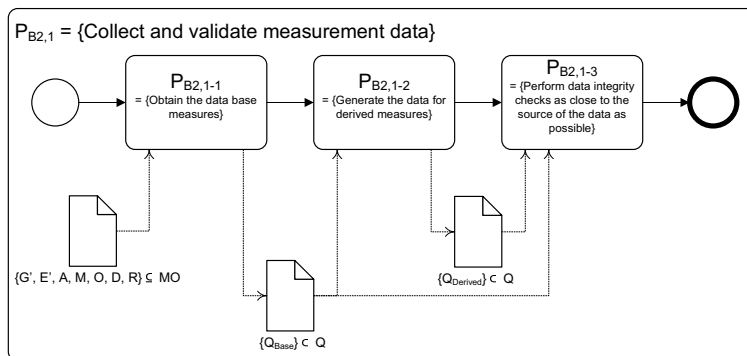 P_B2,1 = {Collect and validate measurement data}
P_B2,1-1
= {Obtain the data base
measures}
P_B2,1-2
= {Generate the data for
derived measures}
P_B2,1-3
= {Perform data integrity
checks as close to the
source of the data as
possible}
{G', E', A, M, O, D, R} ⊆ MO
{Q_Derived} ⊂ Q
{Q_Base} ⊂ Q